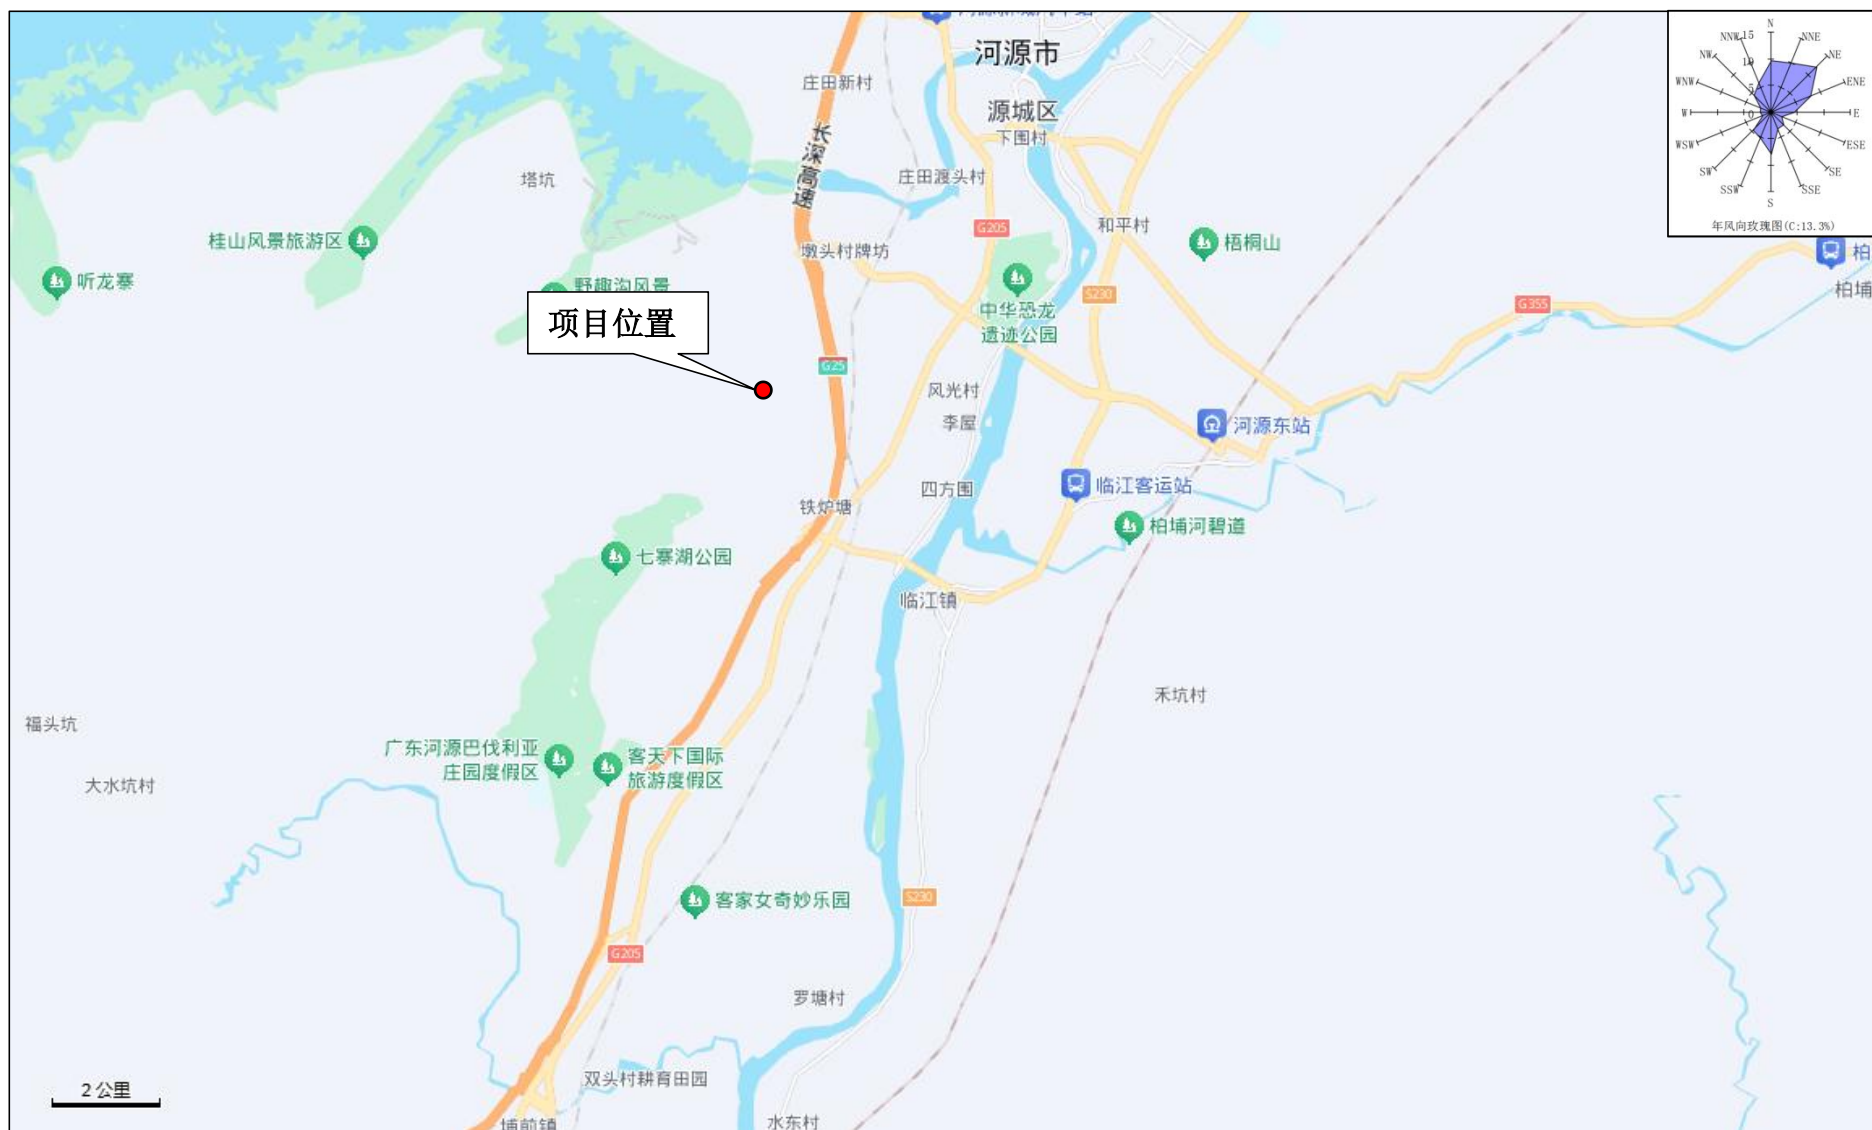 河源市
源城区
下围村
庄田新村
长深高速
庄田渡头村
塔坑
桂山风景旅游区
听龙寨
野趣沟风景
墩头村牌坊
G205
和平村
梧桐山
中华恐龙
遗迹公园
S230
G355
柏
柏埔
项目位置
G25
风光村
李屋
河源东站
四方围
临江客运站
铁炉塘
柏埔河碧道
七寨湖公园
临江镇
禾坑村
福头坑
大水坑村
广东河源巴伐利亚
庄园度假区
客天下国际
旅游度假区
客家女奇妙乐园
S230
G205
罗塘村
双头村耕育田园
水东村
埔前镇
2 公里
N
NNE
NE
ENE
E
ESE
SE
SSE
S
SSW
SW
WSW
W
WNW
NW
NNW
15
10
5
0
年风向玫瑰图(C:13.3%)